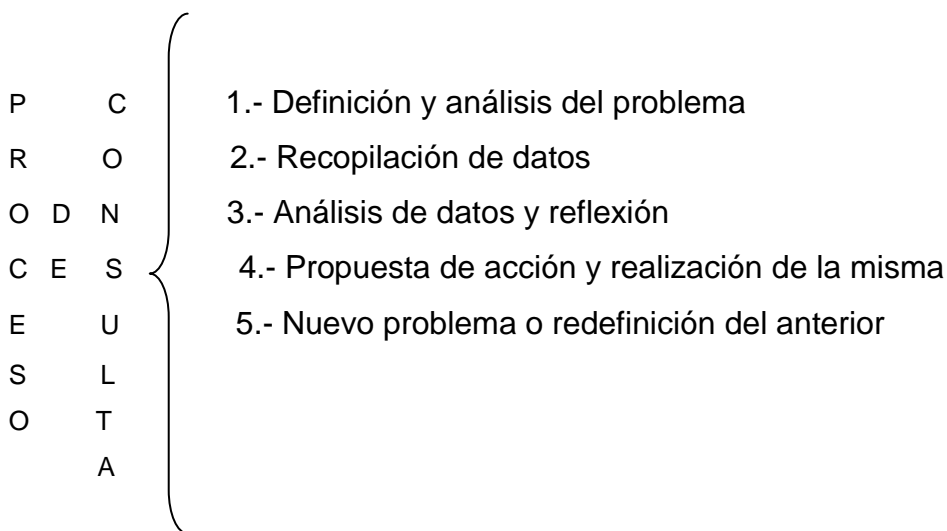 PROCESO
DE
CONSULTA
1.- Definición y análisis del problema
2.- Recopilación de datos
3.- Análisis de datos y reflexión
4.- Propuesta de acción y realización de la misma
5.- Nuevo problema o redefinición del anterior